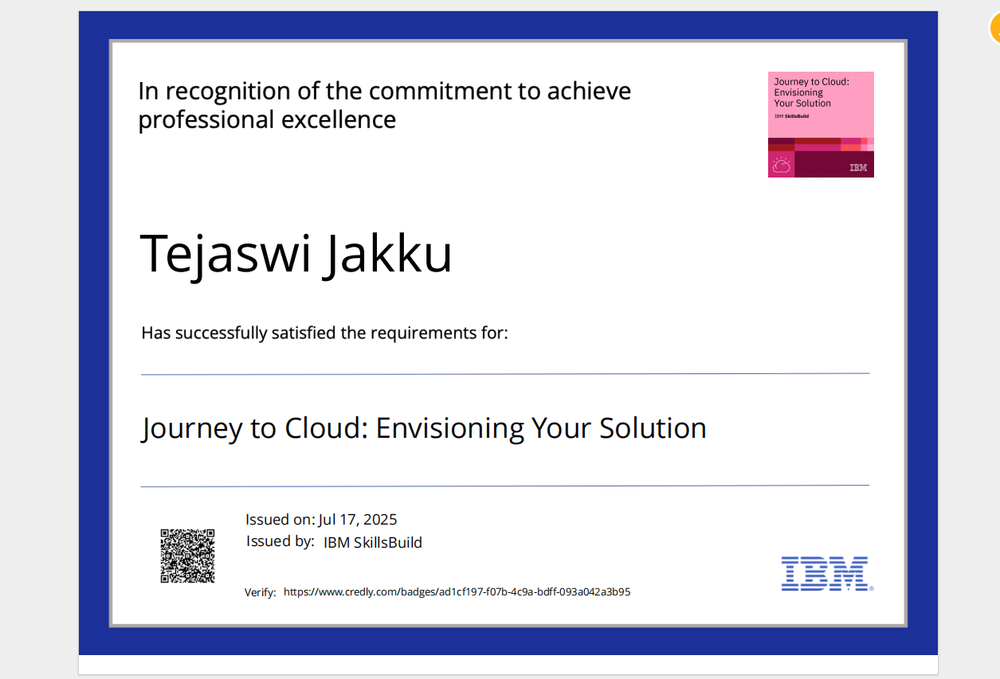 In recognition of the commitment to achieve
professional excellence
Journey to Cloud:
Envisioning
Your Solution
IBM SkillsBuild
IBM
Tejaswi Jakku
Has successfully satisfied the requirements for:
Journey to Cloud: Envisioning Your Solution
Issued on: Jul 17, 2025
Issued by: IBM SkillsBuild
IBM®
Verify: https://www.credly.com/badges/ad1cf197-f07b-4c9a-bdff-093a042a3b95